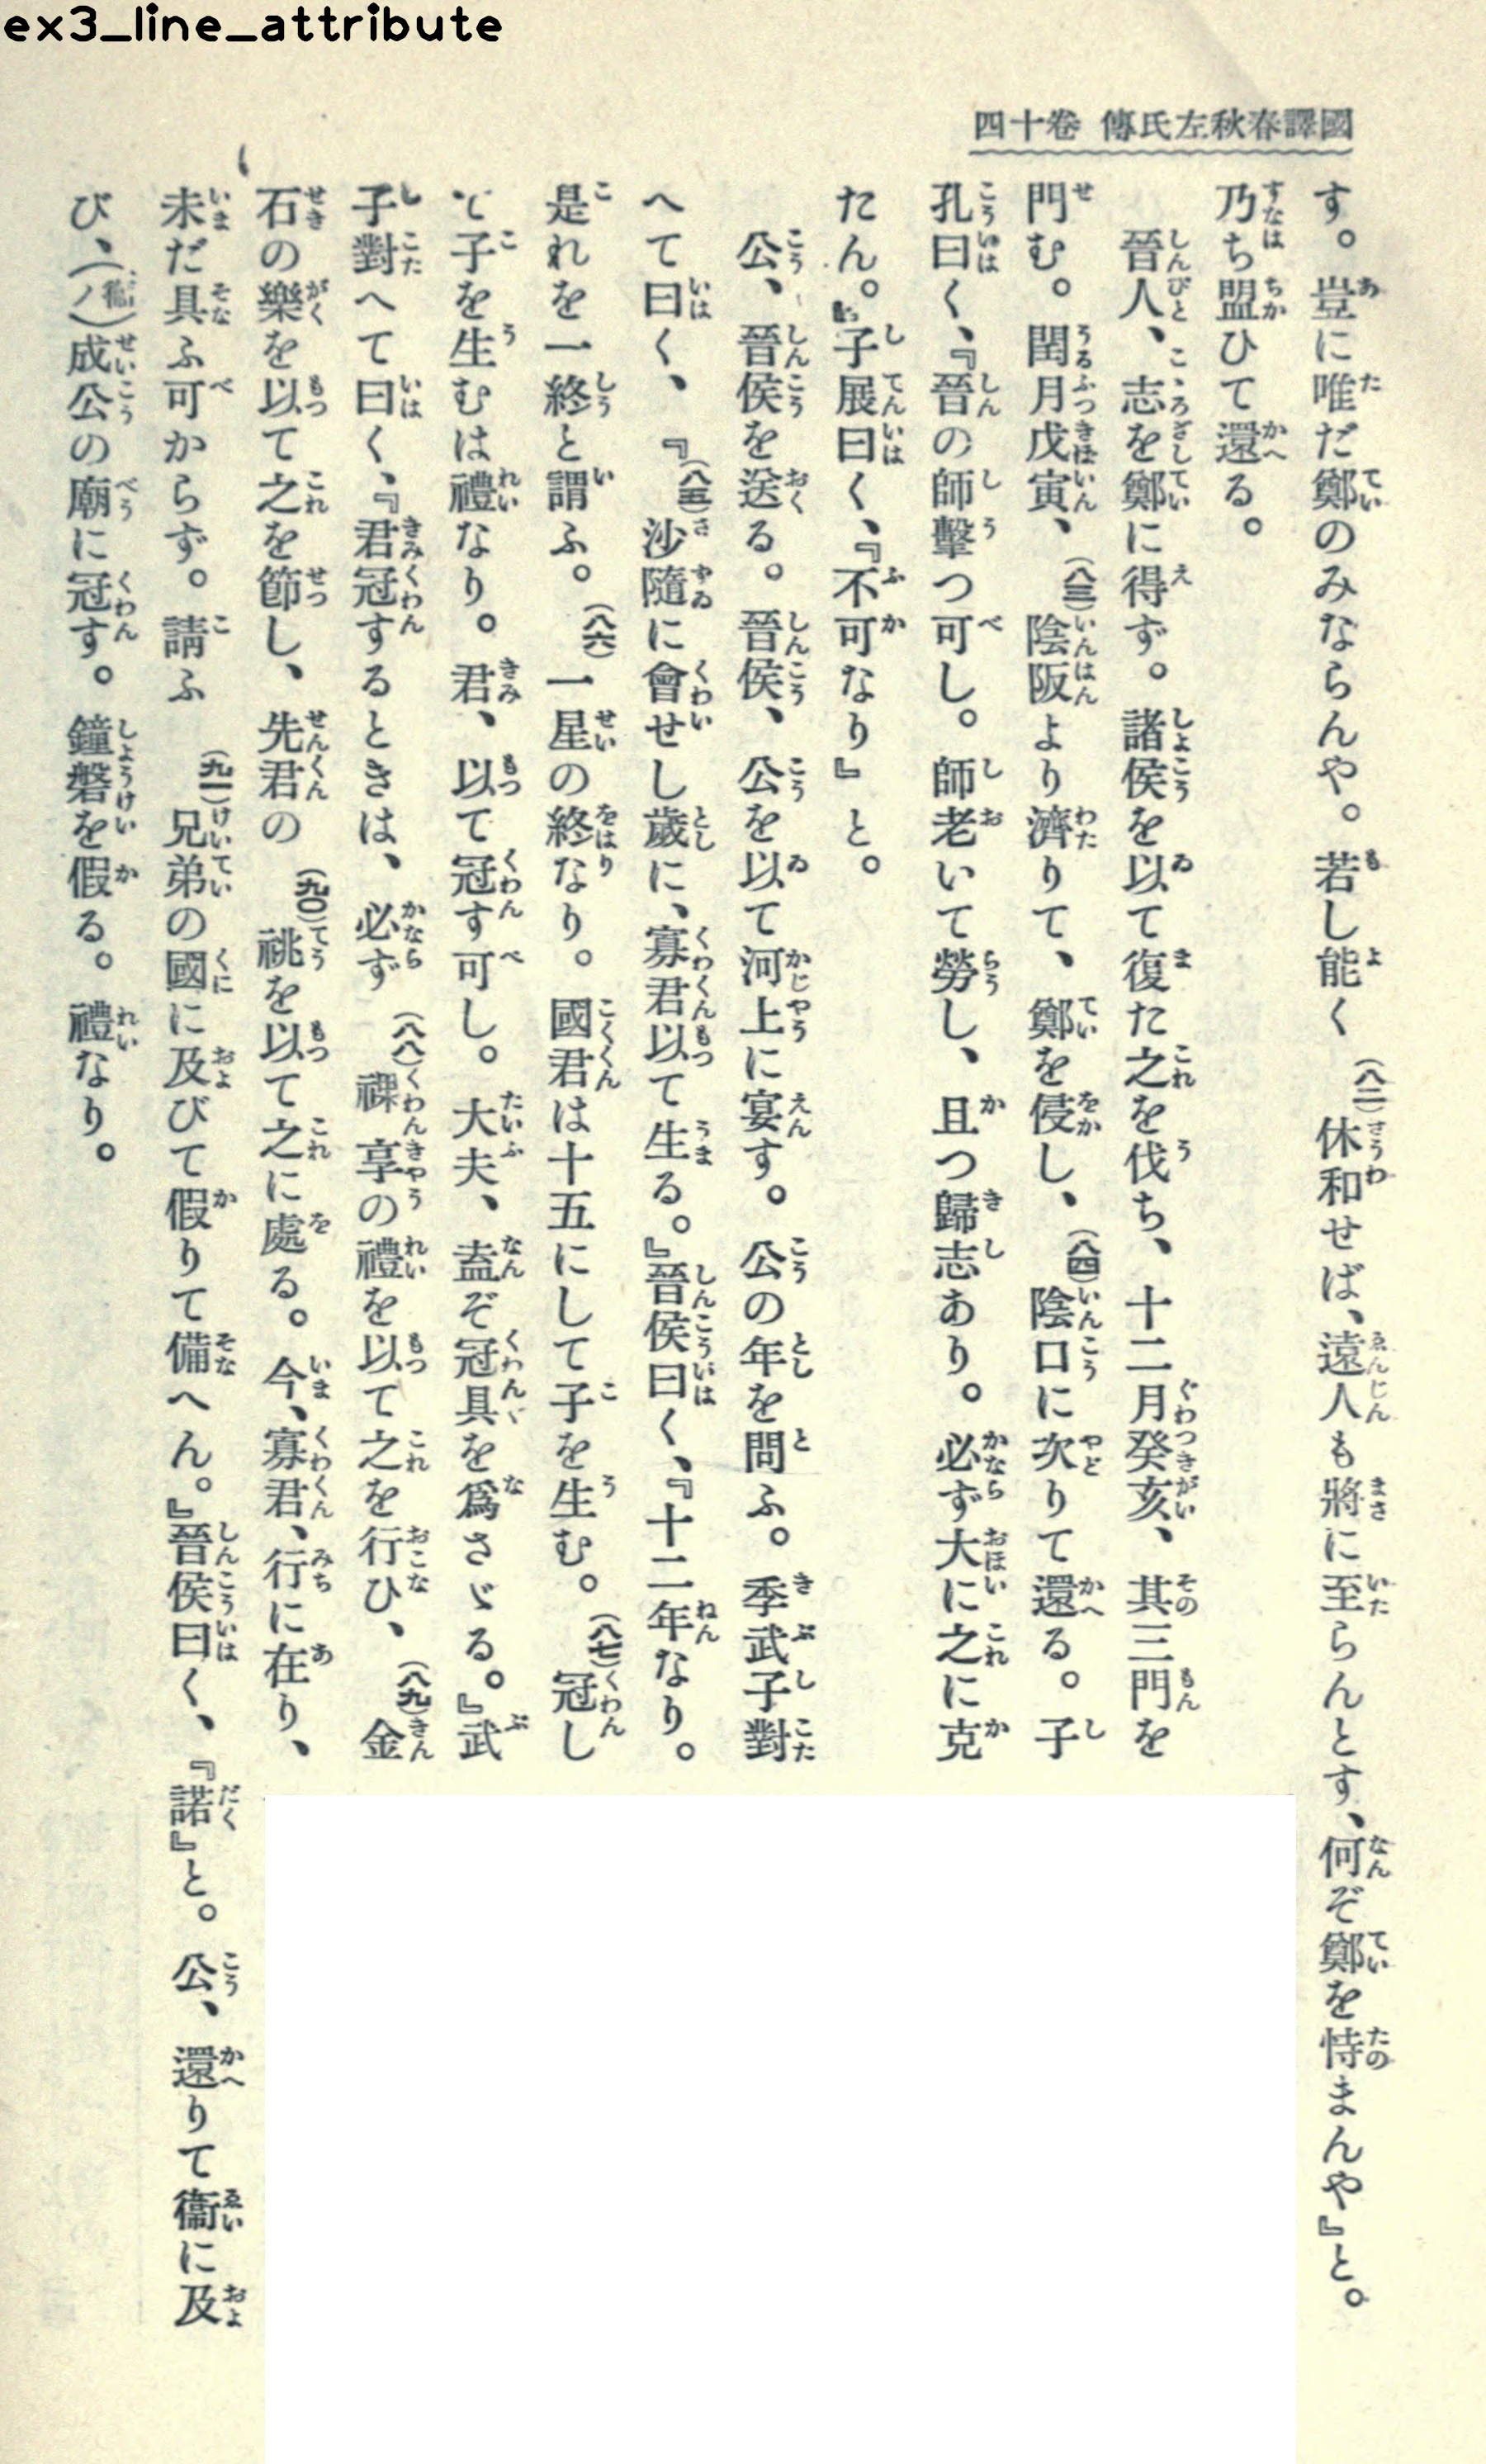 ex3_line_attribute
國譯春秋左氏傳 卷十四
す。豈に唯だ鄭のみならんや。若し能く(八二)休和せば、遠人も將に至らんとす、何ぞ鄭を恃まんや』と。
乃ち盟ひて還る。
晉人、志を鄭に得ず。諸侯を以て復た之を伐ち、十二月癸亥、其三門を
門む。閏月戊寅、(八三)陰阪より濟りて、鄭を侵し、(八四)陰口に次りて還る。子
孔曰く、『晉の師擊つ可し。師老いて勞し、且つ歸志あり。必ず大に之に克
たん。』子展曰く、『不可なり』と。
公、晉侯を送る。晉侯、公を以て河上に宴す。公の年を問ふ。季武子對
へて曰く、『(八五)沙隨に會せし歲に、寡君以て生る。』晉侯曰く、『十二年なり。
是れを一終と謂ふ。(八六)一星の終なり。國君は十五にして子を生む。(八七)冠し
て子を生むは禮なり。君、以て冠す可し。大夫、盍ぞ冠具を爲さゞる。』武
子對へて曰く、『君冠するときは、必ず(八八)祼享の禮を以て之を行ひ、(八九)金
石の樂を以て之を節し、先君の(九〇)祧を以て之に處る。今、寡君、行に在り、
未だ具ふ可からず。請ふ(九一)兄弟の國に及びて假りて備へん。』晉侯曰く、『諾』と。公、還りて衞に及
び、(衞ノ)成公の廟に冠す。鐘磬を假る。禮なり。